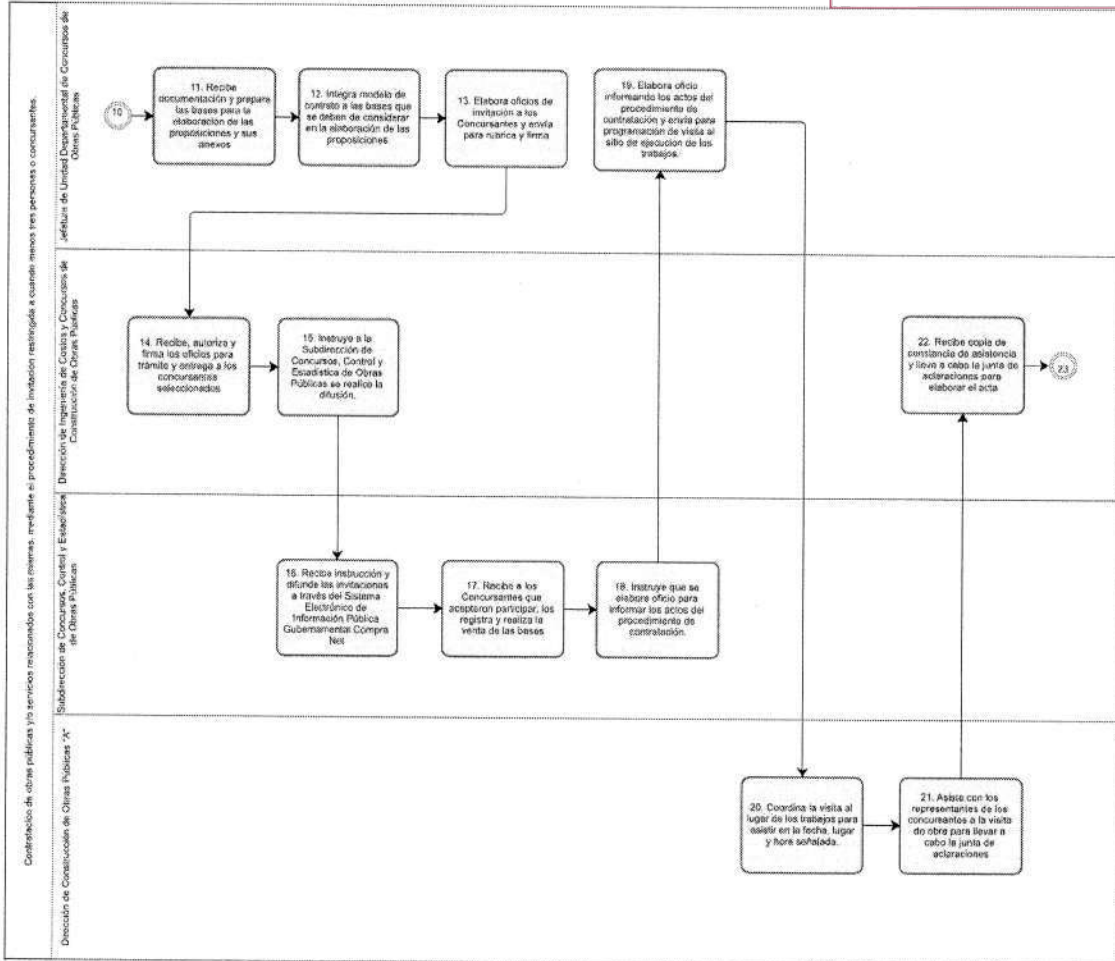 Contratación de obras públicas y/o servicios relacionados con las mismas, mediante el procedimiento de invitación restringida a cuando menos tres personas o concursantes.
Jefatura de Unidad Departamental de Concursos de
Obras Públicas
10
11. Recibe
documentación y prepara
las bases para la
elaboración de las
proposiciones y sus
anexos
12. Integra modelo de
contrato a las bases que
se deben de considerar
en la elaboración de las
proposiciones
13. Elabora oficios de
invitación a los
Concursantes y envía
para rúbrica y firma
19. Elabora oficio
informando los actos del
procedimiento de
contratación y envía para
programación de visita al
sitio de ejecución de los
trabajos.
Dirección de Ingeniería de Costos y Concursos de
Construcción de Obras Públicas
14. Recibe, autoriza y
firma los oficios para
trámite y entrega a los
concursantes
seleccionados
15. Instruye a la
Subdirección de
Concursos, Control y
Estadística de Obras
Públicas se realice la
difusión.
22. Recibe copia de
constancia de asistencia
y lleva a cabo la junta de
aclaraciones para
elaborar el acta
23
Subdirección de Concursos, Control y Estadística
de Obras Públicas
16. Recibe instrucción y
difunde las invitaciones
a través del Sistema
Electrónico de
Información Pública
Gubernamental Compra
Net
17. Recibe a los
Concursantes que
aceptaron participar, los
registra y realiza la
venta de las bases
18. Instruye que se
elabore oficio para
informar los actos del
procedimiento de
contratación.
Dirección de Construcción de Obras Públicas "A"
20. Coordina la visita al
lugar de los trabajos para
asistir en la fecha, lugar
y hora señalada.
21. Asiste con los
representantes de los
concursantes a la visita
de obra para llevar a
cabo la junta de
aclaraciones